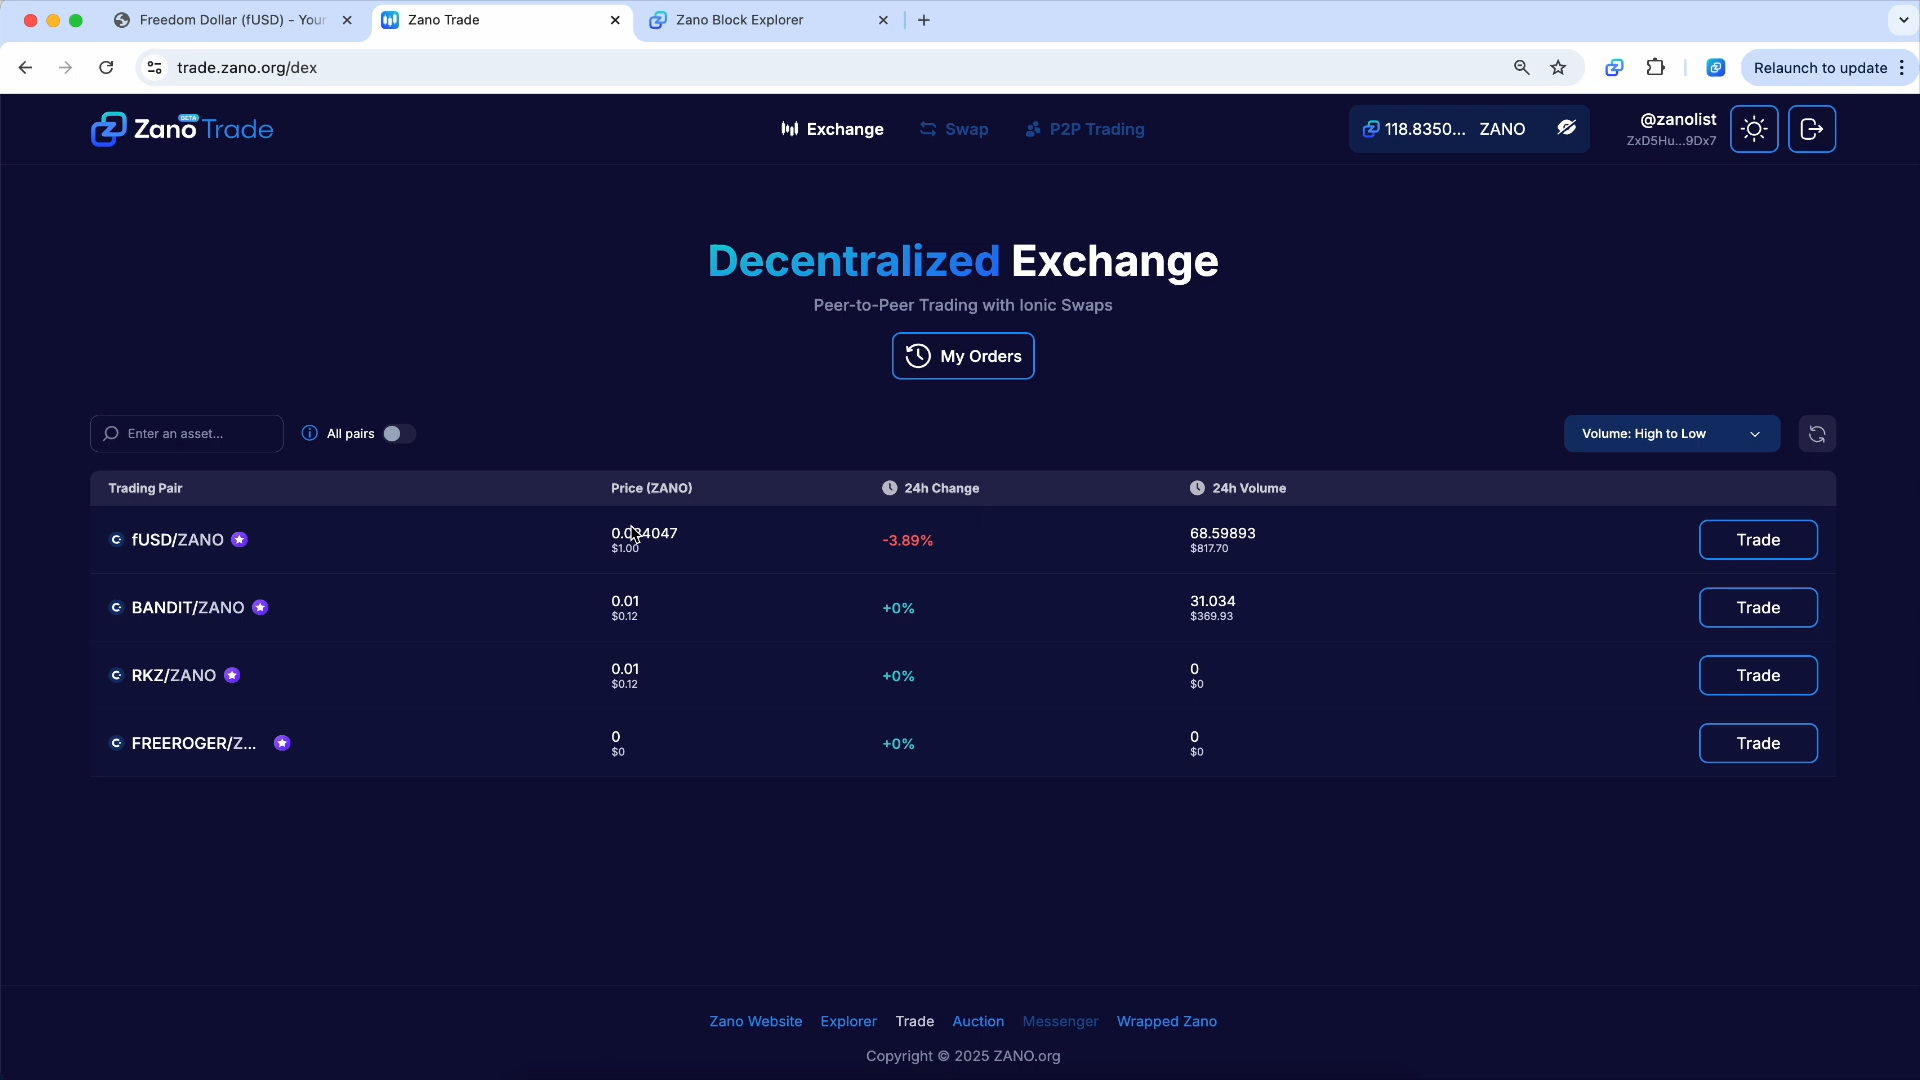 Freedom Dollar (fUSD) - Your
Zano Trade
Zano Block Explorer
trade.zano.org/dex
Relaunch to update
Zano Trade
BETA
Exchange
Swap
P2P Trading
118.8350... ZANO
@zanolist
ZxD5Hu...9Dx7
Decentralized Exchange
Peer-to-Peer Trading with Ionic Swaps
My Orders
Enter an asset...
All pairs
Volume: High to Low
Trading Pair Price (ZANO) 24h Change 24h Volume
fUSD/ZANO -3.89% 68.59893 Trade
$1.00 $817.70
BANDIT/ZANO 0.01 +0% 31.034 Trade
$0.12 $369.93
RKZ/ZANO 0.01 +0% 0 Trade
$0.12 $0
FREEROGER/Z... 0 +0% 0 Trade
$0 $0
Zano Website Explorer Trade Auction Messenger Wrapped Zano
Copyright © 2025 ZANO.org